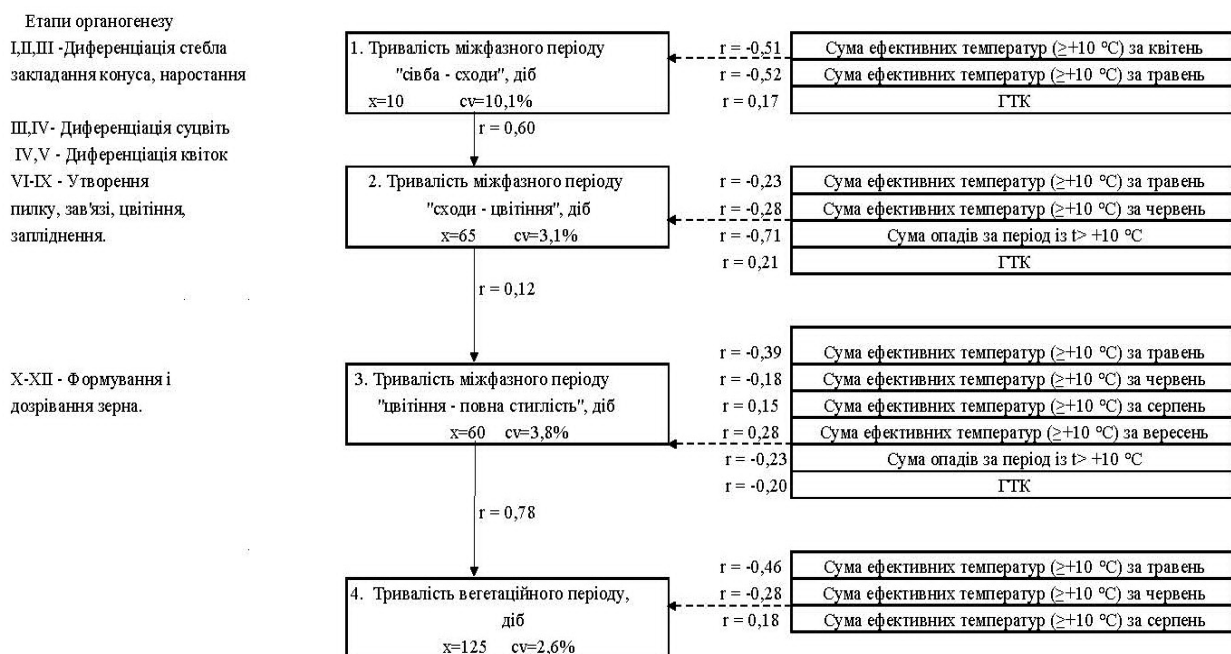 Етапи органогенезу
І,ІІ,ІІІ -Диференціація стебла
закладання конуса, наростання
1. Тривалість міжфазного періоду
"сівба - сходи", діб
x=10 cv=10,1%
r = -0,51 Сума ефективних температур (≥+10 °С) за квітень
r = -0,52 Сума ефективних температур (≥+10 °С) за травень
r = 0,17 ГТК
r = 0,60
ІІІ,IV- Диференціація суцвіть
IV,V - Диференціація квіток
VI-IX - Утворення
пилку, зав'язі, цвітіння,
запліднення.
2. Тривалість міжфазного періоду
"сходи - цвітіння", діб
x=65 cv=3,1%
r = -0,23 Сума ефективних температур (≥+10 °С) за травень
r = -0,28 Сума ефективних температур (≥+10 °С) за червень
r = -0,71 Сума опадів за період із t> +10 °С
r = 0,21 ГТК
r = 0,12
X-XII - Формування і
дозрівання зерна.
3. Тривалість міжфазного періоду
"цвітіння - повна стиглість", діб
x=60 cv=3,8%
r = -0,39 Сума ефективних температур (≥+10 °С) за травень
r = -0,18 Сума ефективних температур (≥+10 °С) за червень
r = 0,15 Сума ефективних температур (≥+10 °С) за серпень
r = 0,28 Сума ефективних температур (≥+10 °С) за вересень
r = -0,23 Сума опадів за період із t> +10 °С
r = -0,20 ГТК
r = 0,78
4. Тривалість вегетаційного періоду,
діб
x=125 cv=2,6%
r = -0,46 Сума ефективних температур (≥+10 °С) за травень
r = -0,28 Сума ефективних температур (≥+10 °С) за червень
r = 0,18 Сума ефективних температур (≥+10 °С) за серпень